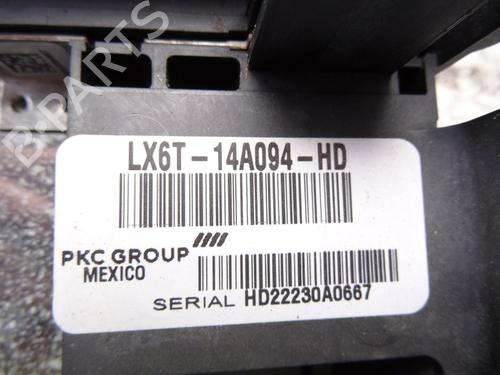 B-PARTS
LX6T-14A094-HD
PKC GROUP
MEXICO
SERIAL HD22230A0667